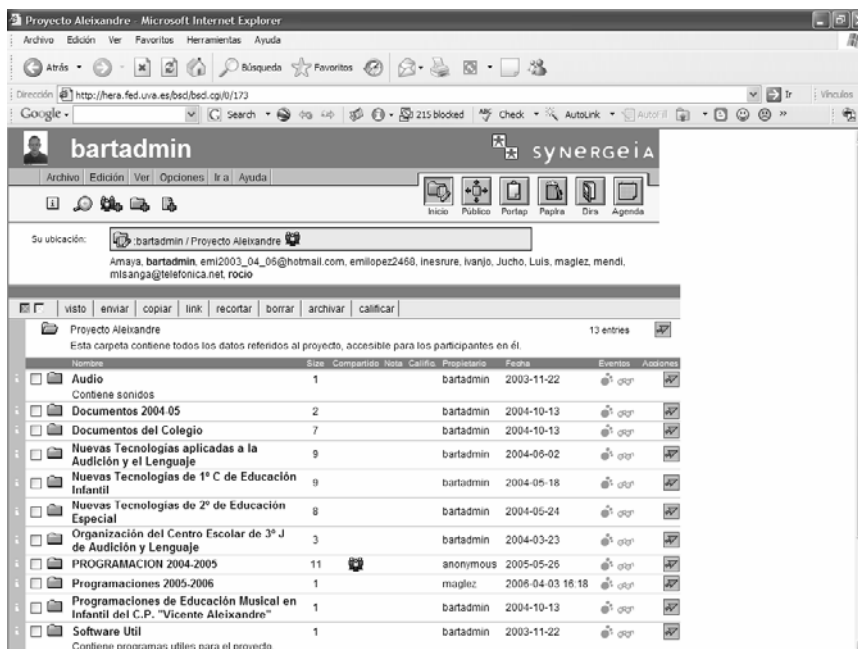 Proyecto Aleixandre - Microsoft Internet Explorer
Archivo Edición Ver Favoritos Herramientas Ayuda
Atrás Búsqueda Favoritos
Dirección http://hera.fed.uva.es/bscl/bscl.cgi/0/173 Ir Vínculos
Google Search 215 blocked Check AutoLink AutoFill »
bartadmin synergeia
Archivo Edición Ver Opciones Ir a Ayuda
Inicio Público Portap Paplra Dirs Agenda
Su ubicación: :bartadmin / Proyecto Aleixandre
Amaya, bartadmin, emi2003_04_06@hotmail.com, emilopez2468, inesrure, ivanjo, Jucho, Luis, maglez, mendi,
mlsanga@telefonica.net, rocio
visto enviar copiar link recortar borrar archivar calificar
Proyecto Aleixandre 13 entries
Esta carpeta contiene todos los datos referidos al proyecto, accesible para los participantes en él.
Nombre Size Compartido Nota Califio. Propietario Fecha Eventos Acciones
Audio 1 bartadmin 2003-11-22
Contiene sonidos
Documentos 2004-05 2 bartadmin 2004-10-13
Documentos del Colegio 7 bartadmin 2004-10-13
Nuevas Tecnologías aplicadas a la
Audición y el Lenguaje 9 bartadmin 2004-06-02
Nuevas Tecnologías de 1º C de Educación
Infantil 9 bartadmin 2004-05-18
Nuevas Tecnologías de 2º de Educación
Especial 8 bartadmin 2004-05-24
Organización del Centro Escolar de 3º J
de Audición y Lenguaje 3 bartadmin 2004-03-23
PROGRAMACION 2004-2005 11 anonymous 2005-05-26
Programaciones 2005-2006 1 maglez 2006-04-03 16:18
Programaciones de Educación Musical en
Infantil del C.P. "Vicente Aleixandre" 1 bartadmin 2004-10-13
Software Util 1 bartadmin 2003-11-22
Contiene programas utiles para el proyecto.